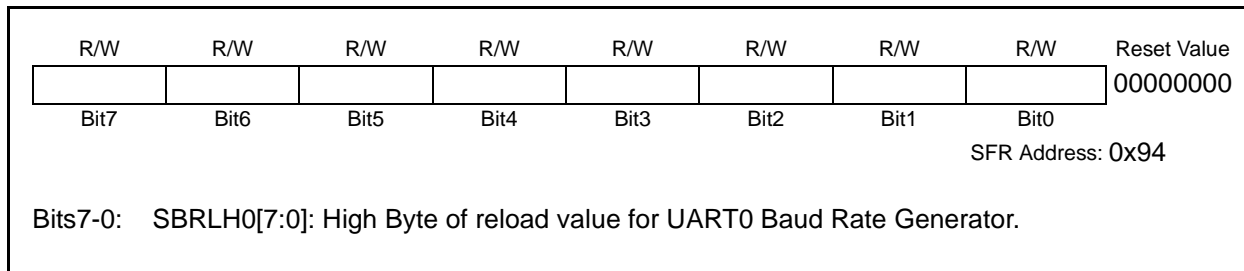 R/W R/W R/W R/W R/W R/W R/W R/W Reset Value
00000000
Bit7 Bit6 Bit5 Bit4 Bit3 Bit2 Bit1 Bit0
SFR Address: 0x94
Bits7-0: SBRLH0[7:0]: High Byte of reload value for UART0 Baud Rate Generator.